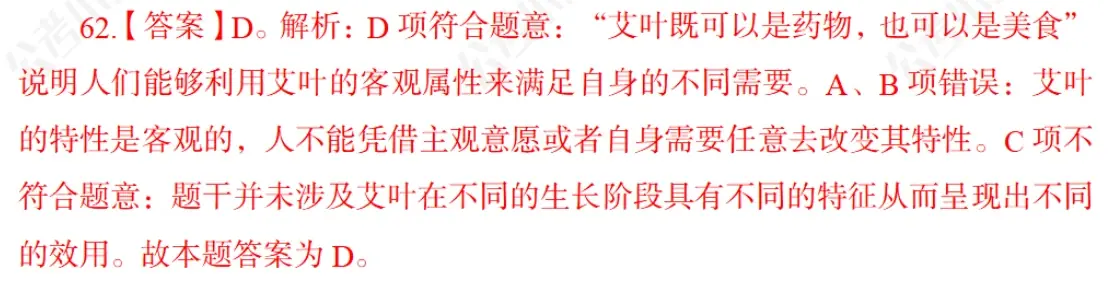 62.【答案】D。解析：D 项符合题意：“艾叶既可以是药物，也可以是美食”
说明人们能够利用艾叶的客观属性来满足自身的不同需要。A、B 项错误：艾叶
的特性是客观的，人不能凭借主观意愿或者自身需要任意去改变其特性。C 项不
符合题意：题干并未涉及艾叶在不同的生长阶段具有不同的特征从而呈现出不同
的效用。故本题答案为 D。